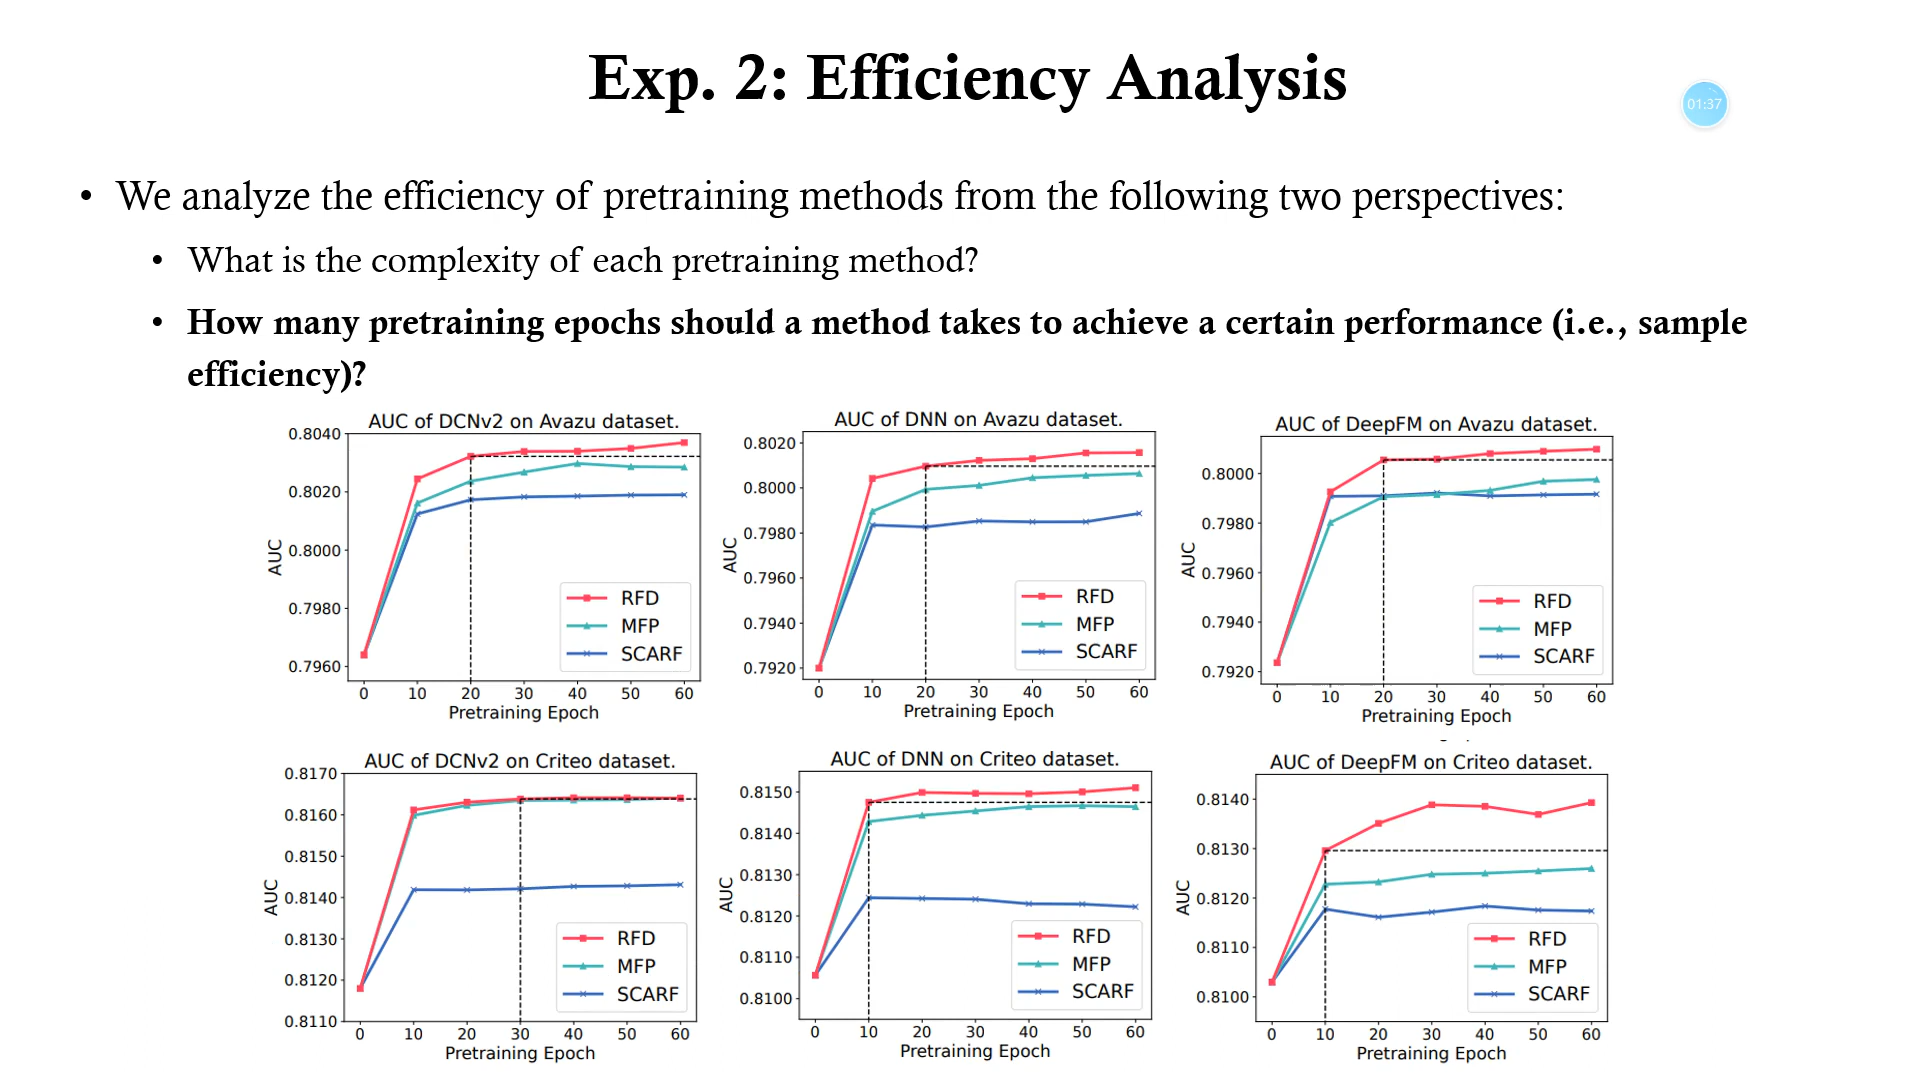 Exp. 2: Efficiency Analysis
01:37
• We analyze the efficiency of pretraining methods from the following two perspectives:
• What is the complexity of each pretraining method?
• How many pretraining epochs should a method takes to achieve a certain performance (i.e., sample
efficiency)?
AUC of DCNv2 on Avazu dataset.
0.8040
0.8020
0.8000
0.7980
0.7960
AUC
RFD
MFP
SCARF
0 10 20 30 40 50 60
Pretraining Epoch
AUC of DNN on Avazu dataset.
0.8020
0.8000
0.7980
0.7960
0.7940
0.7920
AUC
RFD
MFP
SCARF
0 10 20 30 40 50 60
Pretraining Epoch
AUC of DeepFM on Avazu dataset.
0.8000
0.7980
0.7960
0.7940
0.7920
AUC
RFD
MFP
SCARF
0 10 20 30 40 50 60
Pretraining Epoch
AUC of DCNv2 on Criteo dataset.
0.8170
0.8160
0.8150
0.8140
0.8130
0.8120
0.8110
AUC
RFD
MFP
SCARF
0 10 20 30 40 50 60
Pretraining Epoch
AUC of DNN on Criteo dataset.
0.8150
0.8140
0.8130
0.8120
0.8110
0.8100
AUC
RFD
MFP
SCARF
0 10 20 30 40 50 60
Pretraining Epoch
AUC of DeepFM on Criteo dataset.
0.8140
0.8130
0.8120
0.8110
0.8100
AUC
RFD
MFP
SCARF
0 10 20 30 40 50 60
Pretraining Epoch